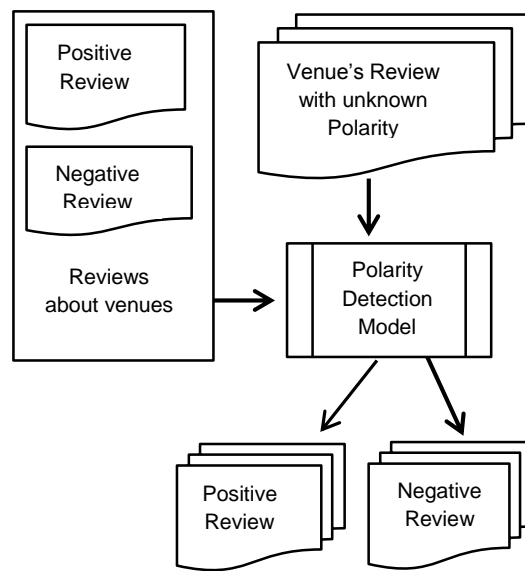 Positive
Review
Negative
Review
Reviews
about venues
Venue's Review
with unknown
Polarity
Polarity
Detection
Model
Positive
Review
Negative
Review